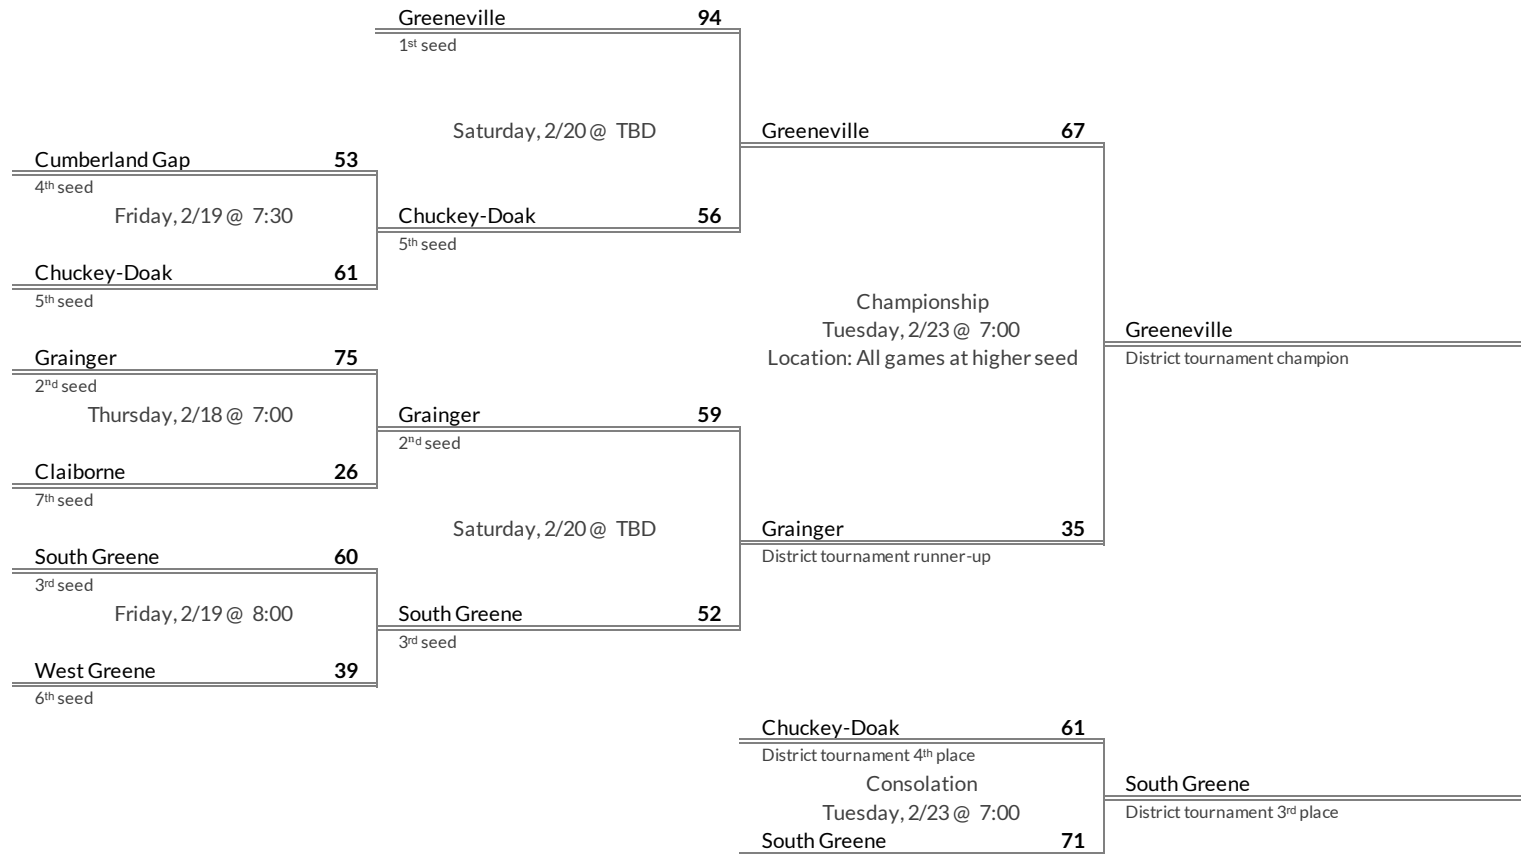 Greeneville 94
1st seed
Saturday, 2/20 @ TBD
Greeneville 67
Cumberland Gap 53
4th seed
Friday, 2/19 @ 7:30
Chuckey-Doak 56
5th seed
Chuckey-Doak 61
5th seed
Championship
Tuesday, 2/23 @ 7:00
Location: All games at higher seed
Greeneville
District tournament champion
Grainger 75
2nd seed
Thursday, 2/18 @ 7:00
Grainger 59
2nd seed
Claiborne 26
7th seed
Saturday, 2/20 @ TBD
Grainger 35
District tournament runner-up
South Greene 60
3rd seed
Friday, 2/19 @ 8:00
South Greene 52
3rd seed
West Greene 39
6th seed
Chuckey-Doak 61
District tournament 4th place
Consolation
Tuesday, 2/23 @ 7:00
South Greene 71
South Greene
District tournament 3rd place